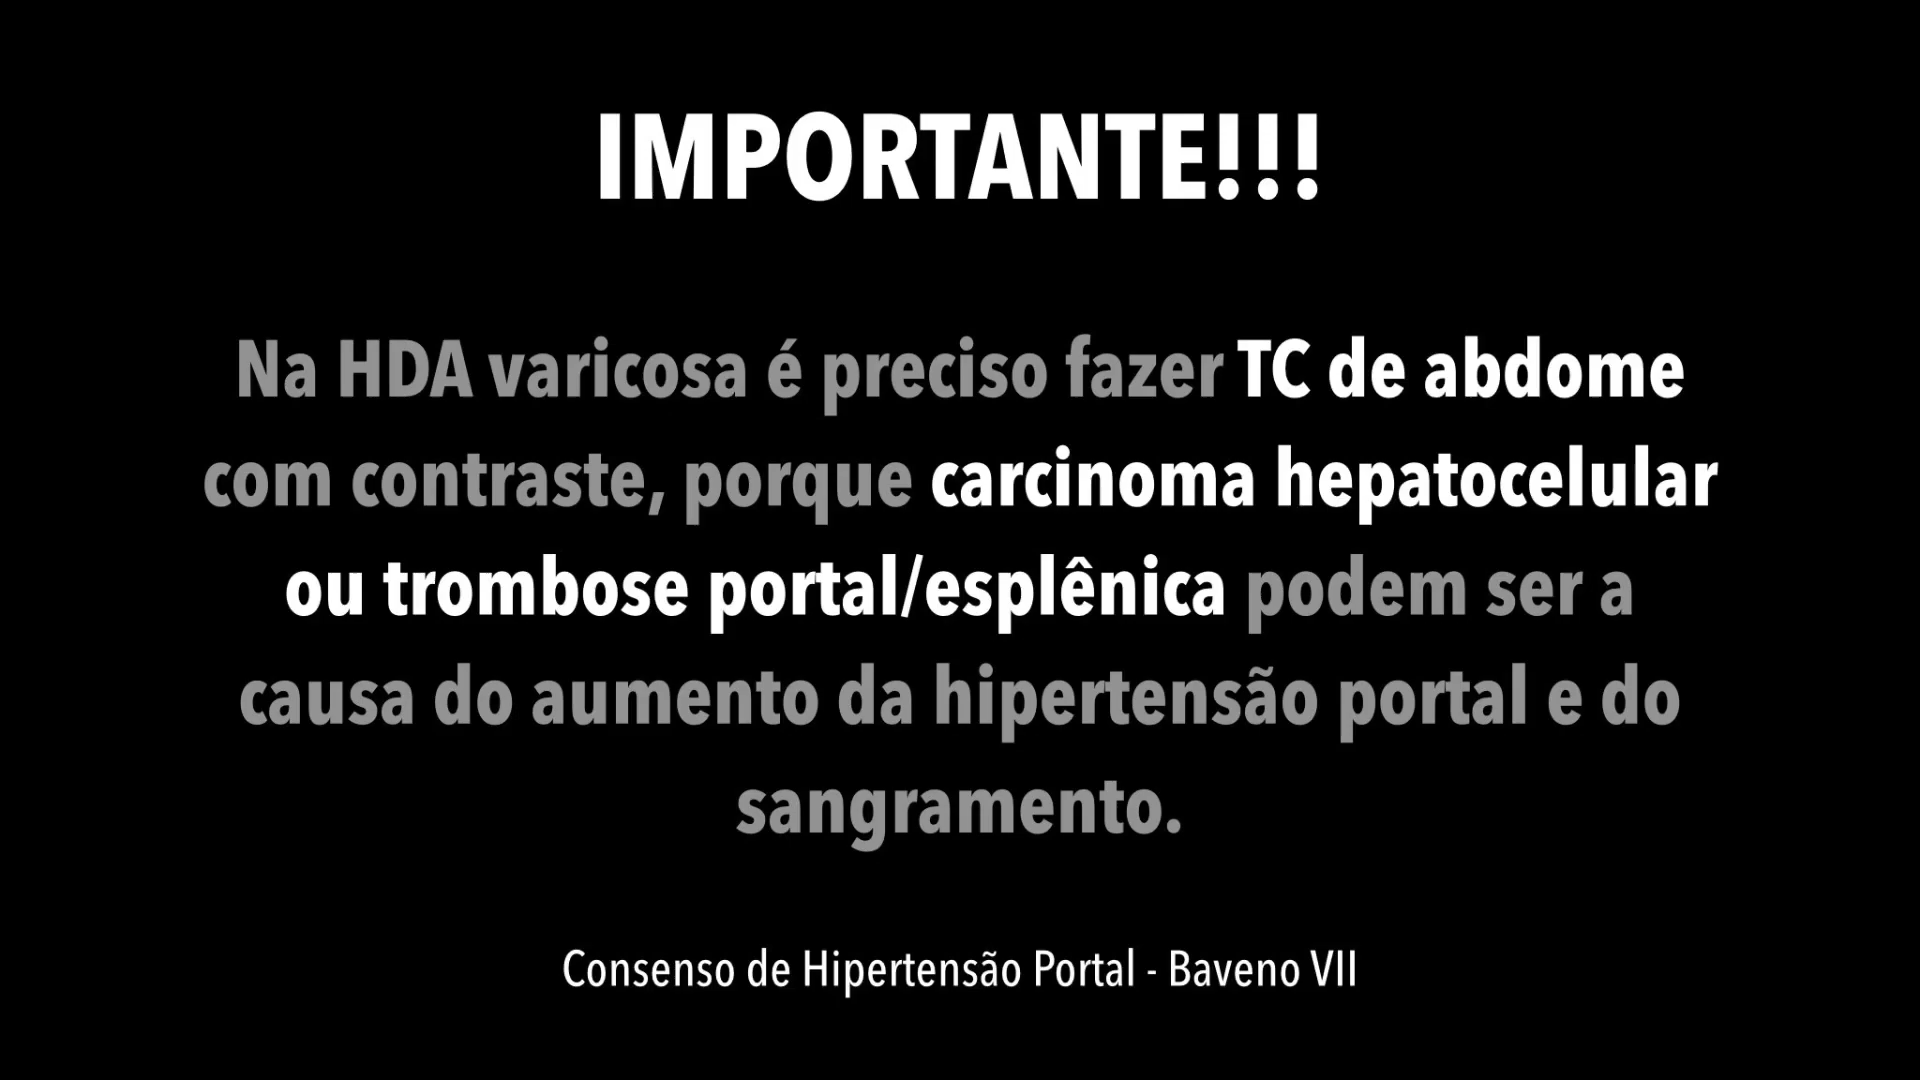 IMPORTANTE!!!
Na HDA varicosa é preciso fazer TC de abdome
com contraste, porque carcinoma hepatocelular
ou trombose portal/esplênica podem ser a
causa do aumento da hipertensão portal e do
sangramento.
Consenso de Hipertensão Portal - Baveno VII